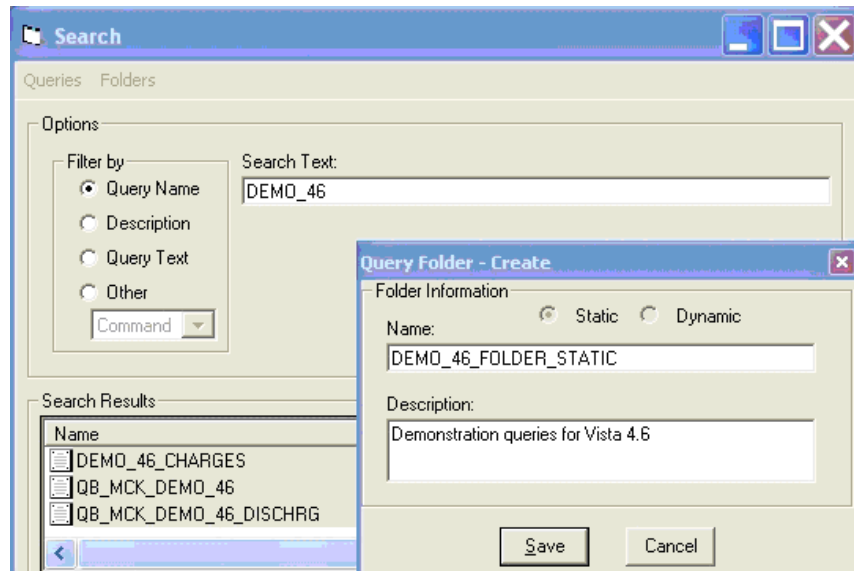 Search
Queries Folders
Options
Filter by
Query Name
Description
Query Text
Other
Command
Search Text:
DEMO_46
Query Folder - Create
Folder Information
Static Dynamic
Name:
DEMO_46_FOLDER_STATIC
Description:
Demonstration queries for Vista 4.6
Save Cancel
Search Results
Name
DEMO_46_CHARGES
QB_MCK_DEMO_46
QB_MCK_DEMO_46_DISCHRG